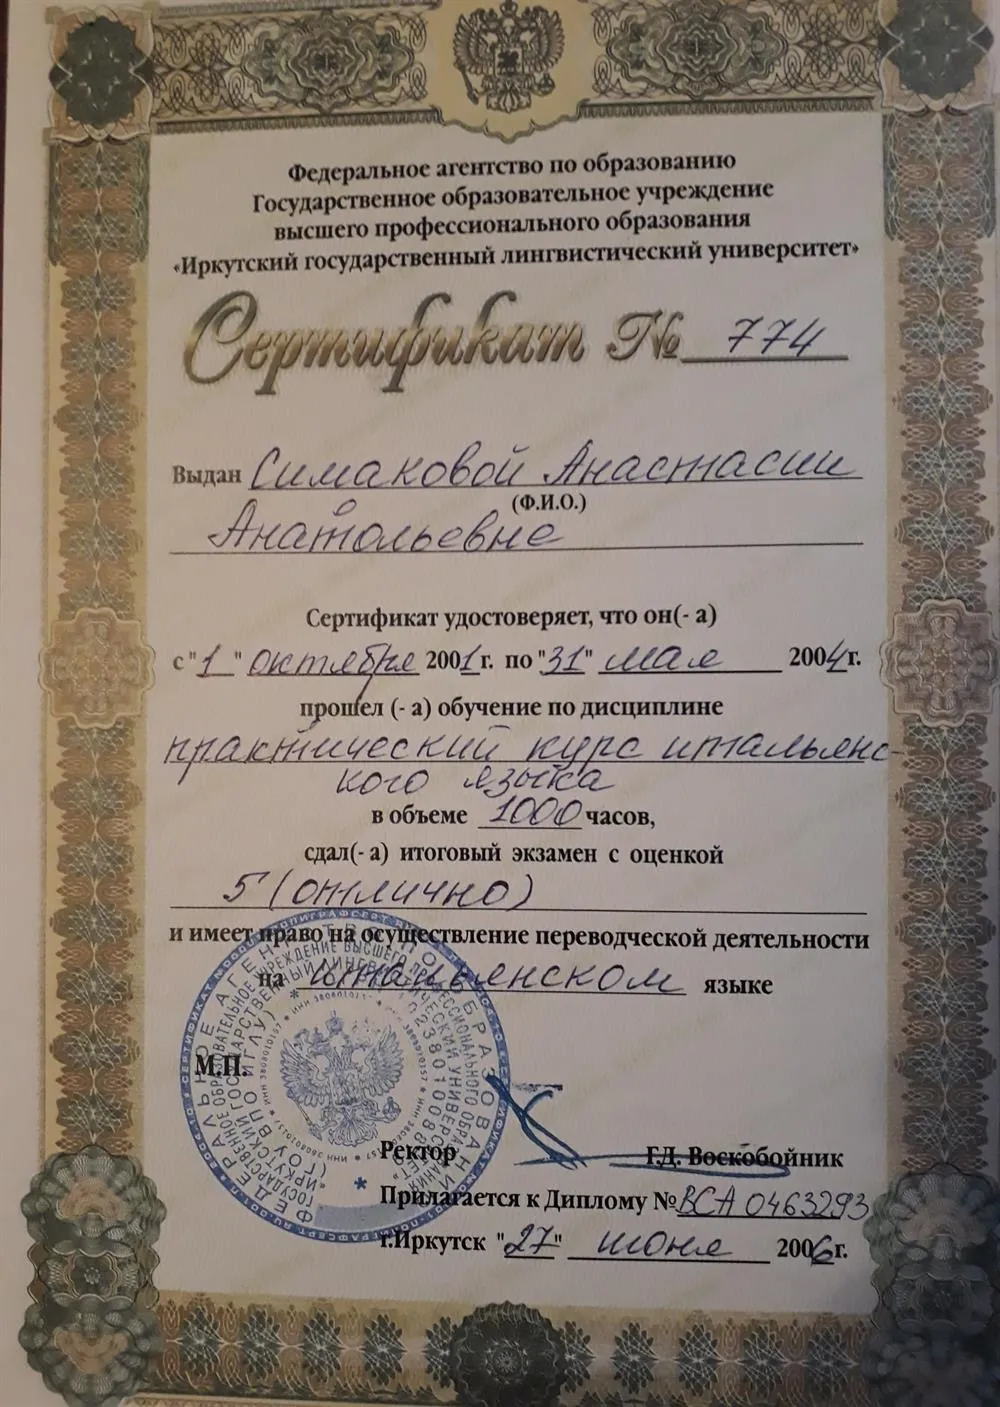 Федеральное агентство по образованию
Государственное образовательное учреждение
высшего профессионального образования
«Иркутский государственный лингвистический университет»
Сертификат № 774
Выдан Симаковой Анастасии
(Ф.И.О.)
Анатольевне
Сертификат удостоверяет, что он(- а)
с "1" октября 2001 г. по "31" мая 2004 г.
прошел (- а) обучение по дисциплине
практический курс итальянс-
кого языка
в объеме 1000 часов,
сдал(- а) итоговый экзамен с оценкой
5 (отлично)
и имеет право на осуществление переводческой деятельности
на итальянском языке
М.П.
Ректор Г.Д. Воскобойник
Прилагается к Диплому № ВСА 0463293
г.Иркутск "27" июня 2006 г.